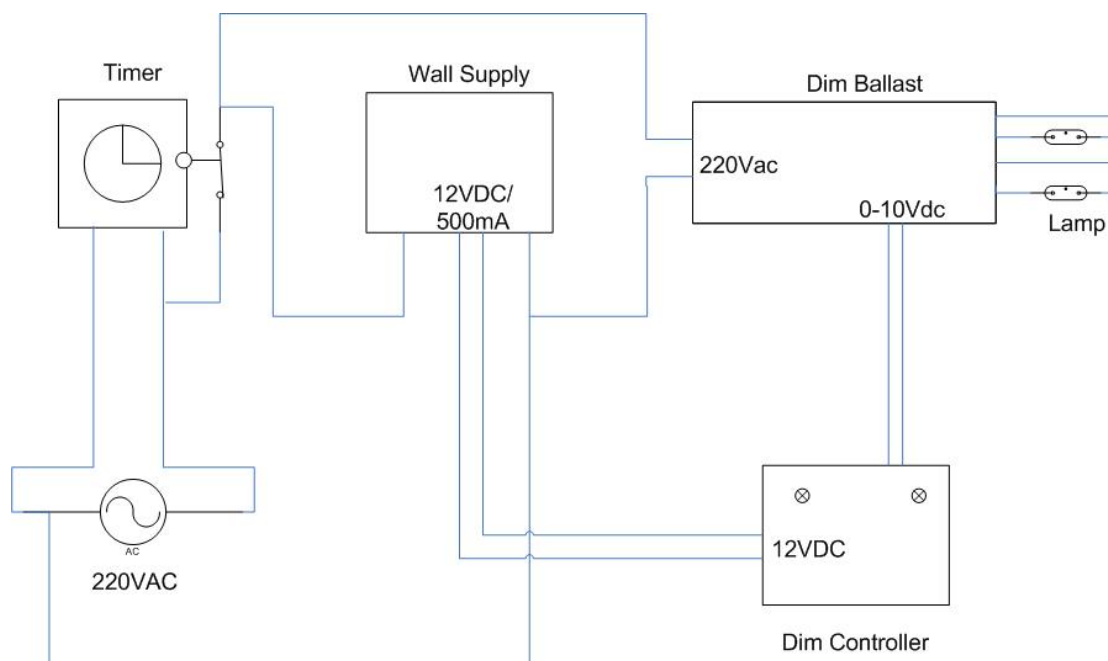 Timer
Wall Supply
Dim Ballast
12VDC/
500mA
220Vac
0-10Vdc
Lamp
AC
220VAC
12VDC
Dim Controller